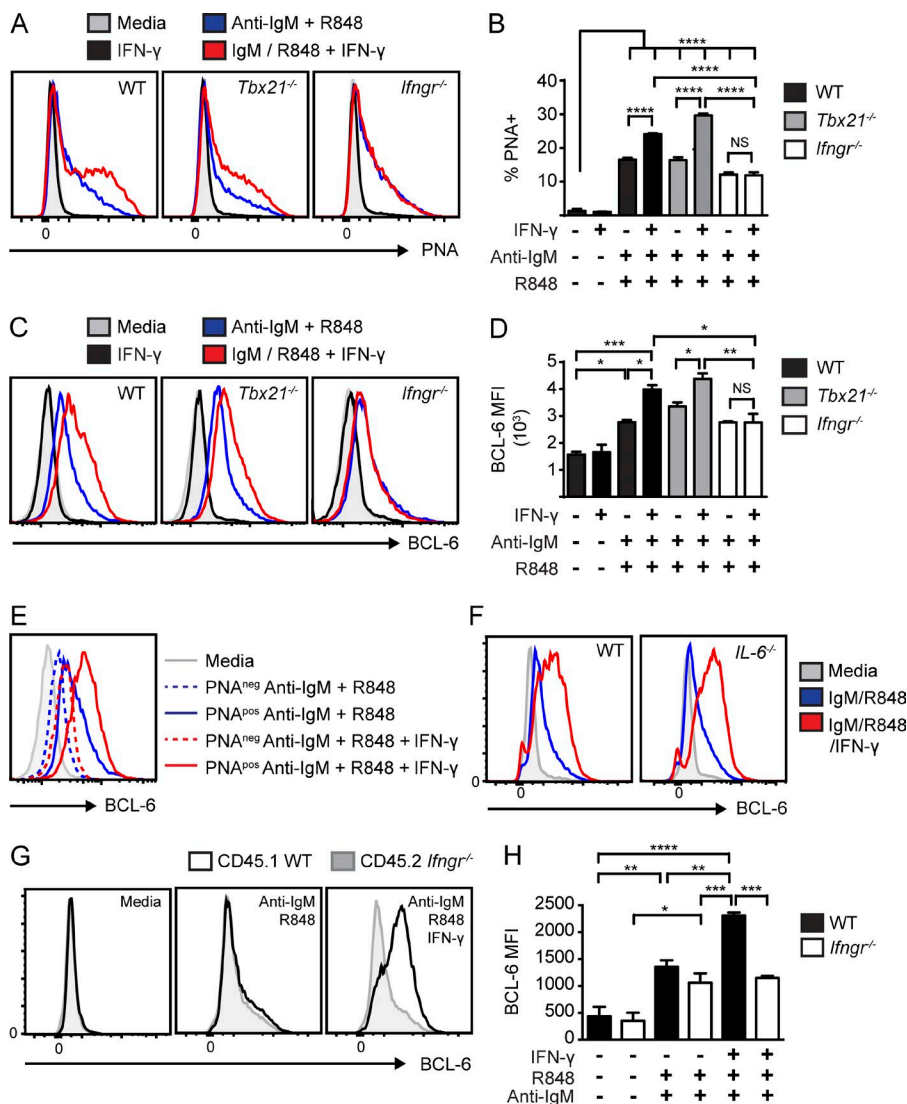 A
Media
Anti-IgM + R848
IFN-γ
IgM / R848 + IFN-γ
WT
Tbx21-/-
Ifngr-/-
0
0
0
PNA
B
****
****
****
****
****
NS
% PNA+
40
30
20
10
WT
Tbx21-/-
Ifngr-/-
IFN-γ - + - + - + - +
Anti-IgM - - + + + + + +
R848 - - + + + + + +
C
Media
Anti-IgM + R848
IFN-γ
IgM / R848 + IFN-γ
WT
Tbx21-/-
Ifngr-/-
BCL-6
D
*
***
* * * **
NS
BCL-6 MFI
(10³)
6
5
4
3
2
1
WT
Tbx21-/-
Ifngr-/-
IFN-γ - + - + - + - +
Anti-IgM - - + + + + + +
R848 - - + + + + + +
E
BCL-6
Media
PNAneg Anti-IgM + R848
PNApos Anti-IgM + R848
PNAneg Anti-IgM + R848 + IFN-γ
PNApos Anti-IgM + R848 + IFN-γ
F
WT
IL-6-/-
0
0
0
BCL-6
Media
IgM/R848
IgM/R848
/IFN-γ
G
CD45.1 WT
CD45.2 Ifngr-/-
Media
Anti-IgM
R848
Anti-IgM
R848
IFN-γ
0
0
0
0
BCL-6
H
****
** **
*** ***
*
BCL-6 MFI
2500
2000
1500
1000
500
0
WT
Ifngr-/-
IFN-γ - - - - + +
R848 - - + + + +
Anti-IgM - - + + + +